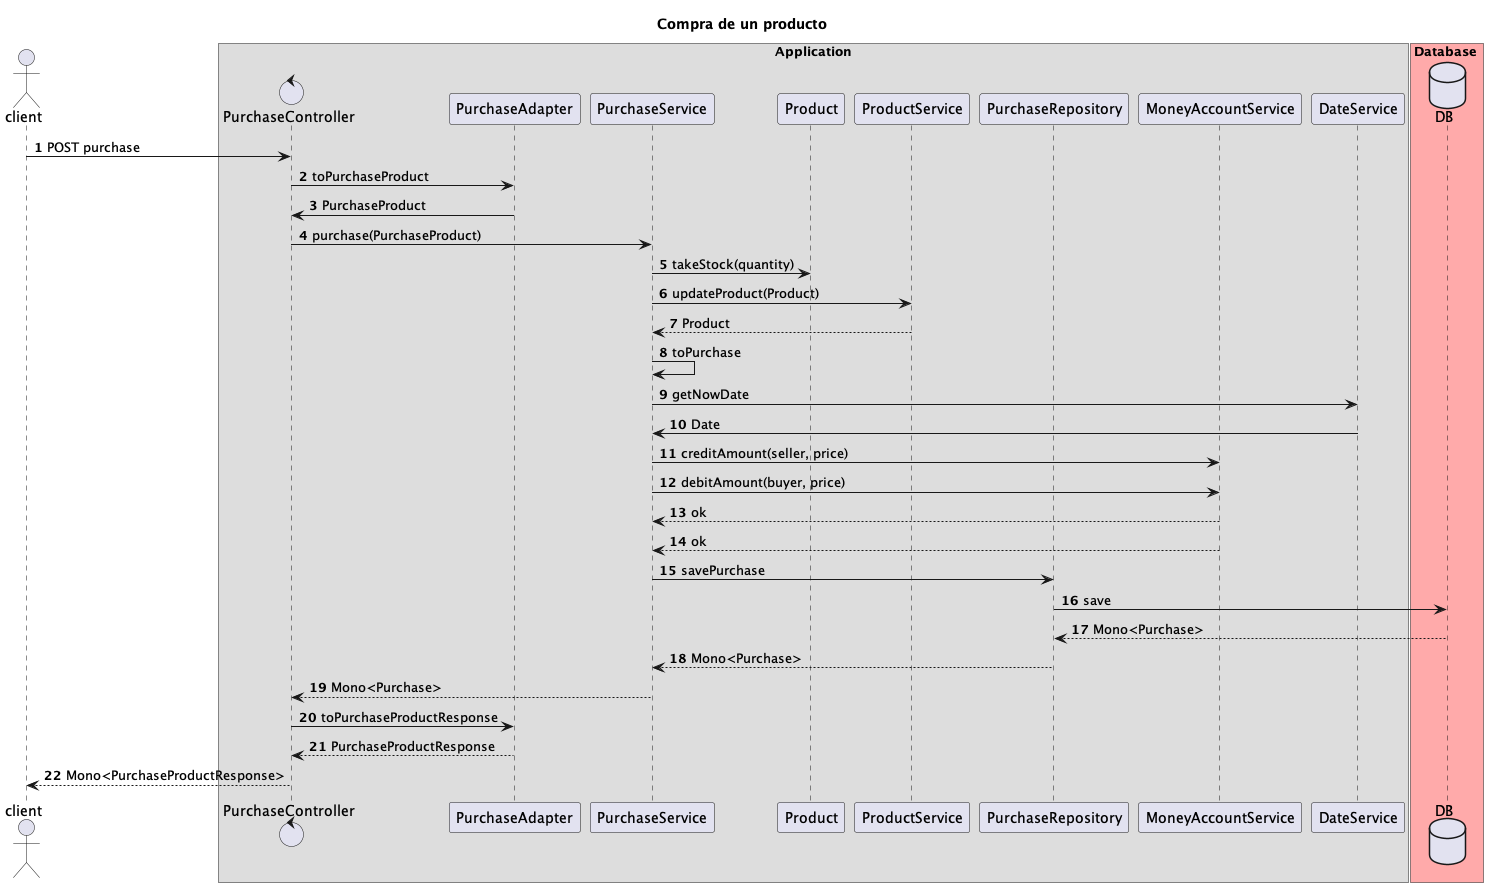 Compra de un producto
Application
Database
client
PurchaseController
PurchaseAdapter
PurchaseService
Product
ProductService
PurchaseRepository
MoneyAccountService
DateService
DB
1 POST purchase
2 toPurchaseProduct
3 PurchaseProduct
4 purchase(PurchaseProduct)
5 takeStock(quantity)
6 updateProduct(Product)
7 Product
8 toPurchase
9 getNowDate
10 Date
11 creditAmount(seller, price)
12 debitAmount(buyer, price)
13 ok
14 ok
15 savePurchase
16 save
17 Mono<Purchase>
18 Mono<Purchase>
19 Mono<Purchase>
20 toPurchaseProductResponse
21 PurchaseProductResponse
22 Mono<PurchaseProductResponse>
client
PurchaseController
PurchaseAdapter
PurchaseService
Product
ProductService
PurchaseRepository
MoneyAccountService
DateService
DB